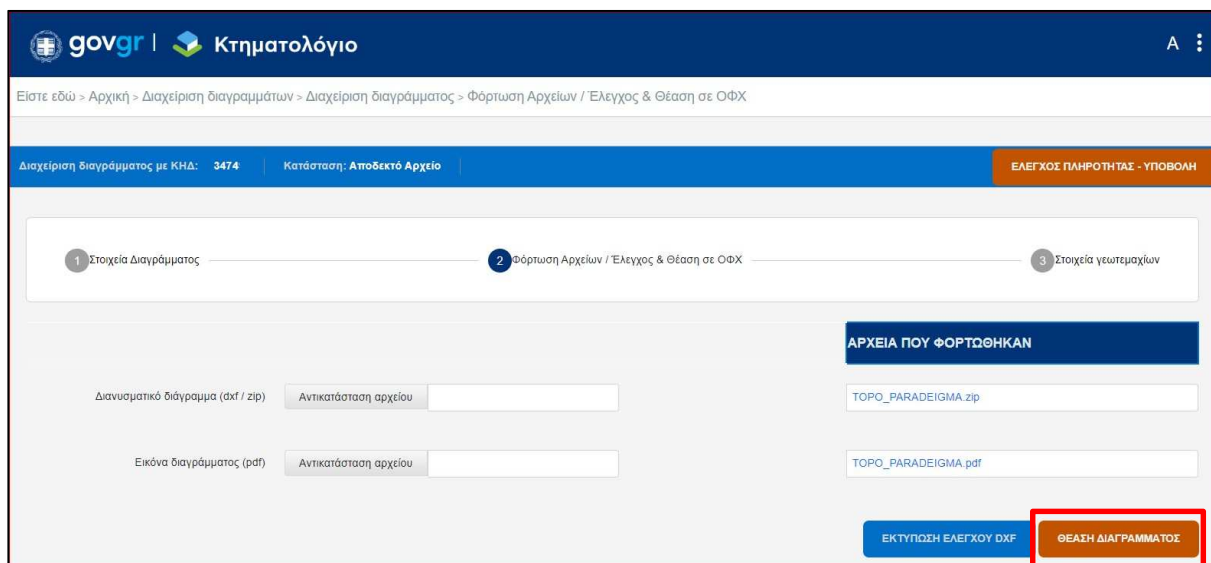 govgr | Κτηματολόγιο A
Είστε εδώ > Αρχική > Διαχείριση διαγραμμάτων > Διαχείριση διαγράμματος > Φόρτωση Αρχείων / Έλεγχος & Θέαση σε ΟΦΧ
Διαχείριση διαγράμματος με ΚΗΔ: 3474 Κατάσταση: Αποδεκτό Αρχείο ΕΛΕΓΧΟΣ ΠΛΗΡΟΤΗΤΑΣ - ΥΠΟΒΟΛΗ
1 Στοιχεία Διαγράμματος 2 Φόρτωση Αρχείων / Έλεγχος & Θέαση σε ΟΦΧ 3 Στοιχεία γεωτεμαχίων
ΑΡΧΕΙΑ ΠΟΥ ΦΟΡΤΩΘΗΚΑΝ
Διανυσματικό διάγραμμα (dxf / zip) Αντικατάσταση αρχείου TOPO_PARADEIGMA.zip
Εικόνα διαγράμματος (pdf) Αντικατάσταση αρχείου TOPO_PARADEIGMA.pdf
ΕΚΤΥΠΩΣΗ ΕΛΕΓΧΟΥ DXF ΘΕΑΣΗ ΔΙΑΓΡΑΜΜΑΤΟΣ